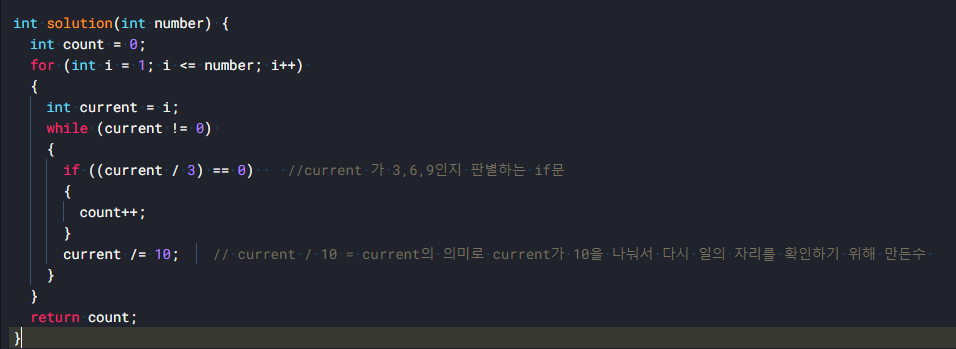 int solution(int number) {
int count = 0;
for (int i = 1; i <= number; i++)
{
int current = i;
while (current != 0)
{
if ((current / 3) == 0) //current 가 3,6,9인지 판별하는 if문
{
count++;
}
current /= 10; // current / 10 = current의 의미로 current가 10을 나눠서 다시 일의 자리를 확인하기 위해 만든수
}
}
return count;
}